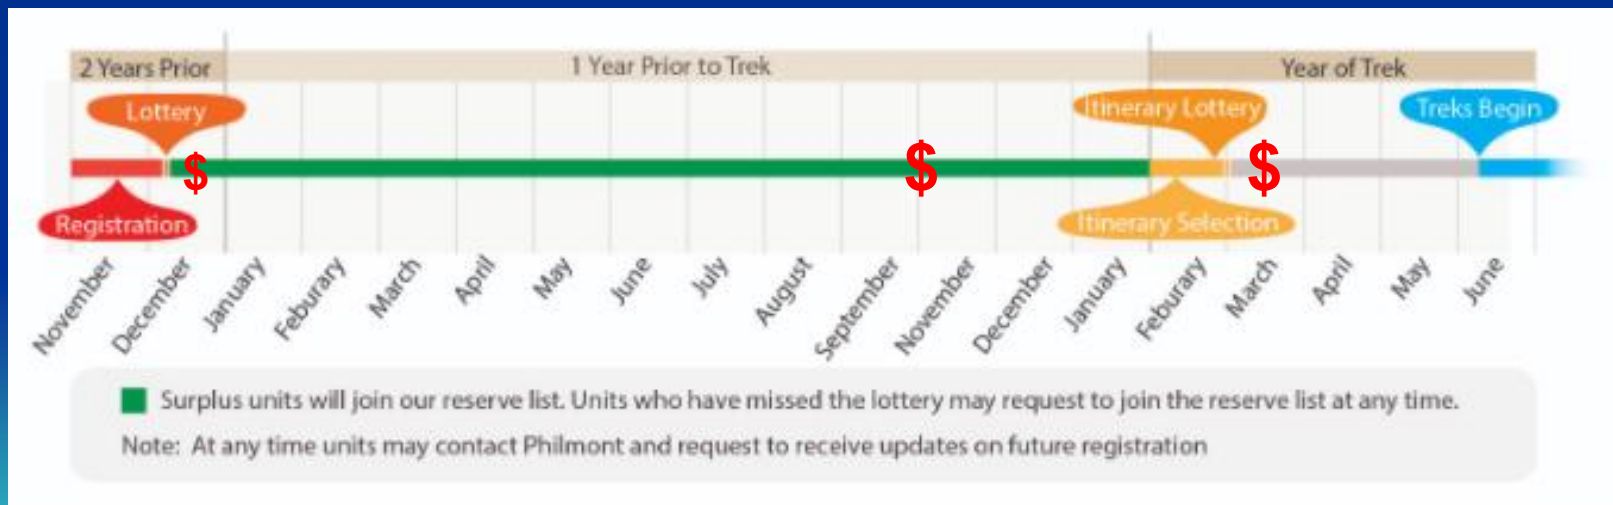 2 Years Prior
1 Year Prior to Trek
Year of Trek
Lottery
Itinerary Lottery
Treks Begin
$
$
$
Registration
Itinerary Selection
November
December
January
Feburary
March
April
May
June
July
August
September
November
December
January
Feburary
March
April
May
June
Surplus units will join our reserve list. Units who have missed the lottery may request to join the reserve list at any time.
Note: At any time units may contact Philmont and request to receive updates on future registration